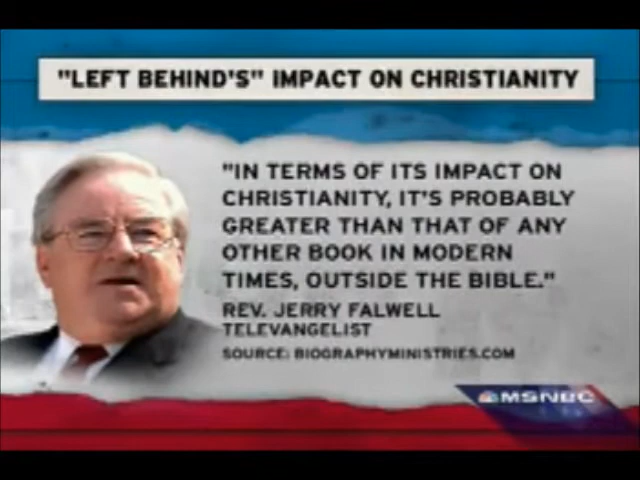 "LEFT BEHIND'S" IMPACT ON CHRISTIANITY
"IN TERMS OF ITS IMPACT ON
CHRISTIANITY, IT'S PROBABLY
GREATER THAN THAT OF ANY
OTHER BOOK IN MODERN
TIMES, OUTSIDE THE BIBLE."
REV. JERRY FALWELL
TELEVANGELIST
SOURCE: BIOGRAPHYMINISTRIES.COM
MSNBC